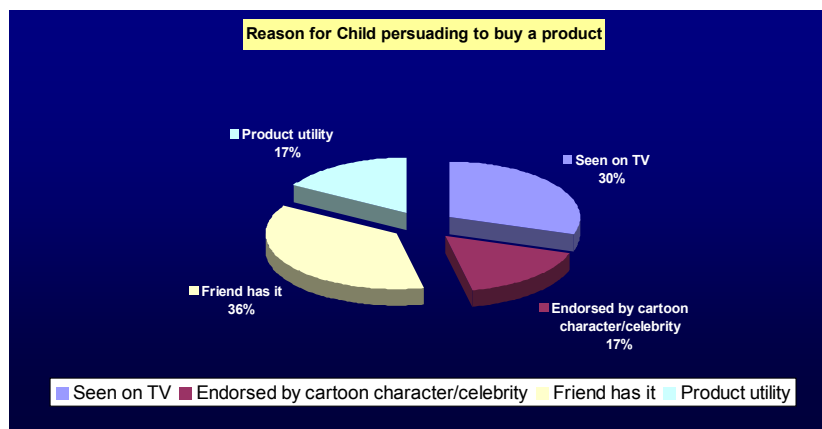 Reason for Child persuading to buy a product
Product utility
17%
Seen on TV
30%
Friend has it
36%
Endorsed by cartoon
character/celebrity
17%
Seen on TV Endorsed by cartoon character/celebrity Friend has it Product utility